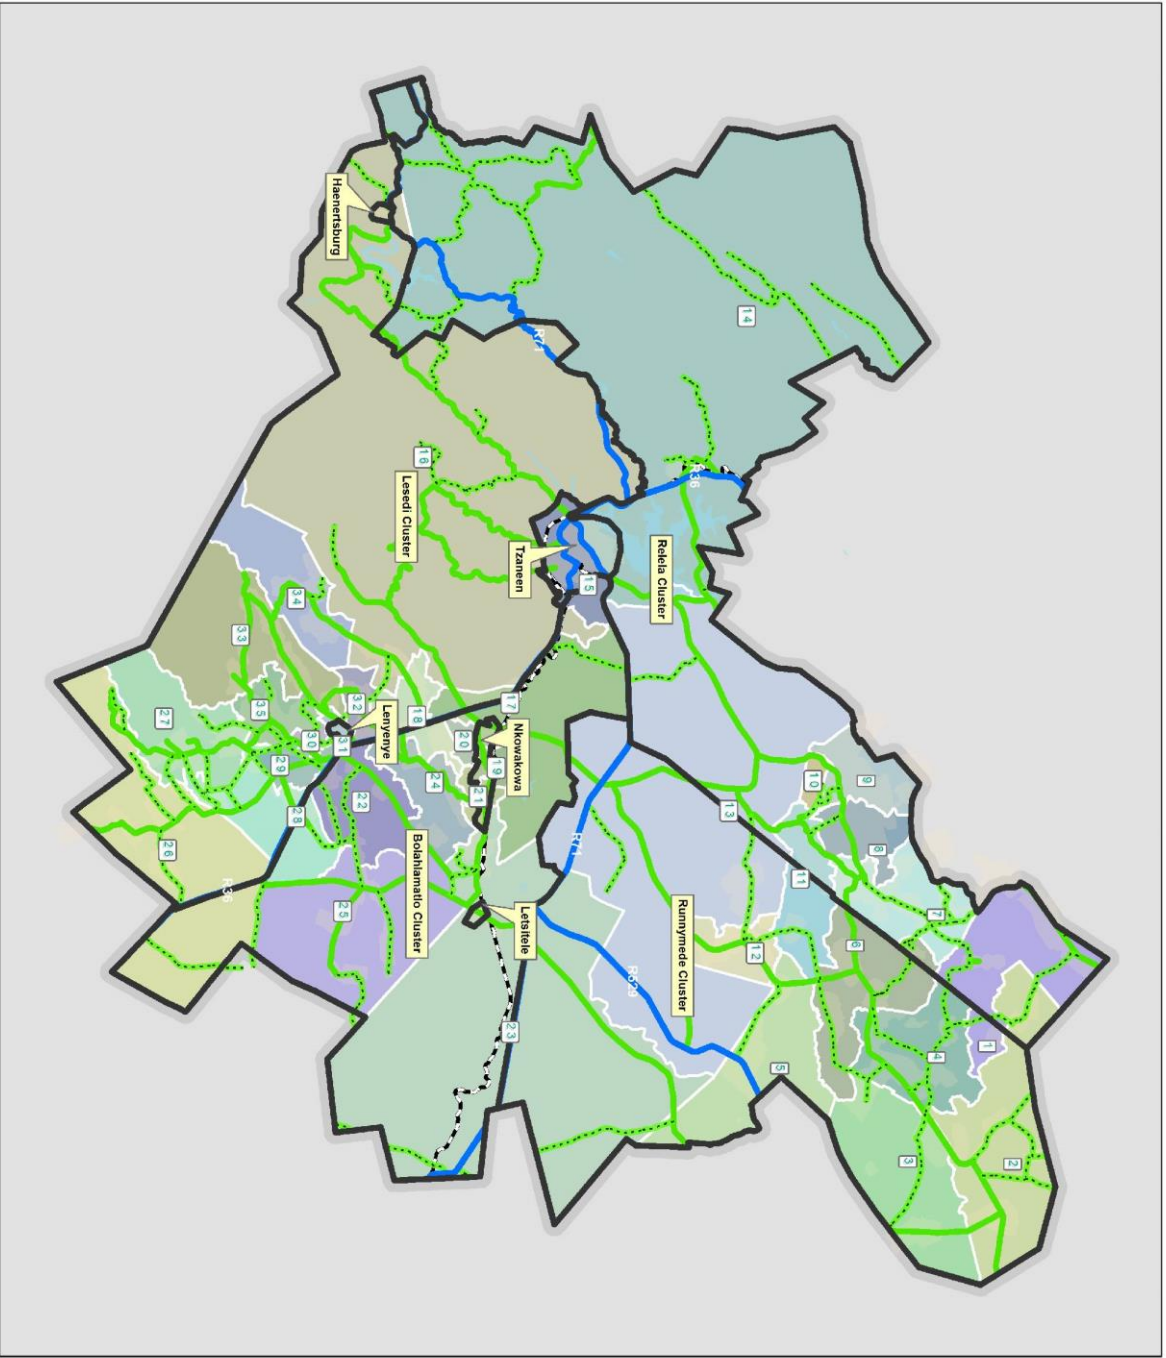 14
R36
Relela Cluster
R71
Haenertsburg
16
Lesedi Cluster
Tzaneen
15
34
33
35
27
32
30
31
Lenyenye
29
28
26
R36
18
17
20
19
Nkowakowa
21
24
22
25
Bolahlamatlo Cluster
Letsitele
23
R71
R529
Runnymede Cluster
13
10
9
8
11
7
6
12
5
4
1
2
3